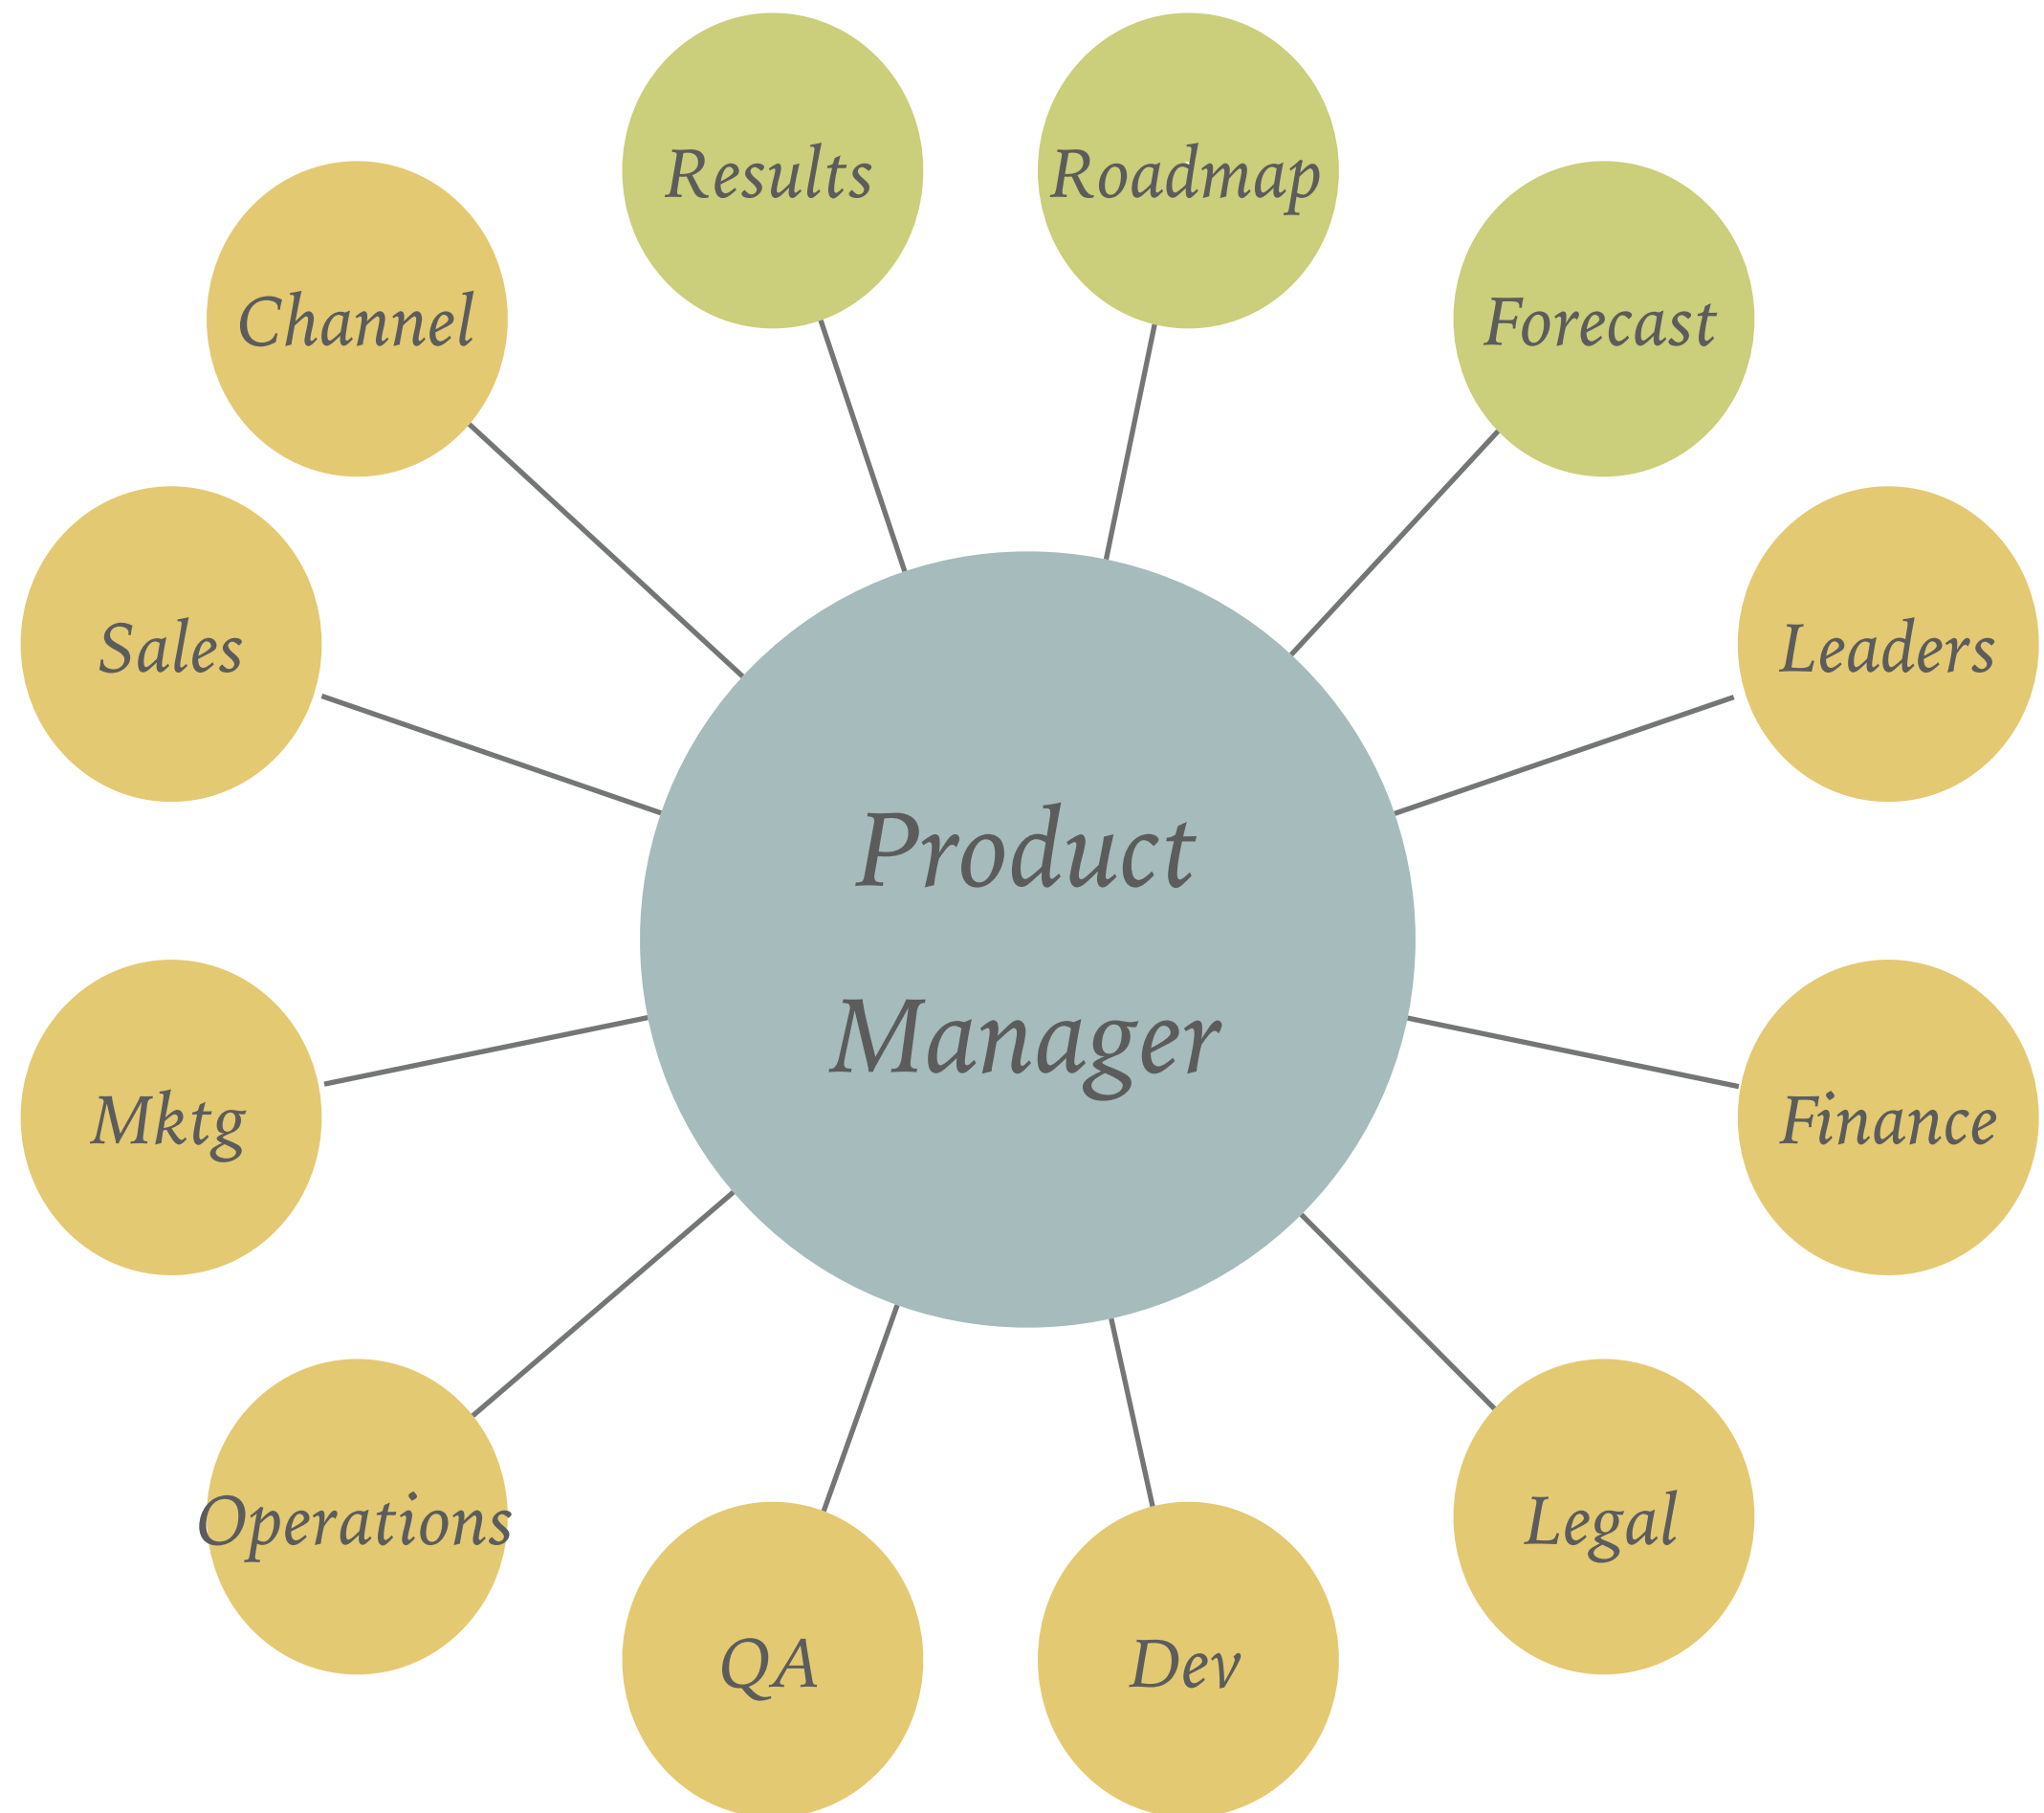 Results
Roadmap
Channel
Forecast
Sales
Leaders
Product
Manager
Mktg
Finance
Operations
Legal
QA
Dev